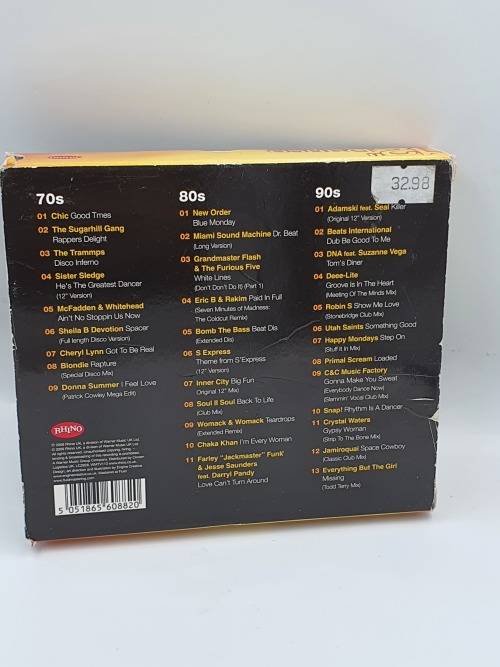 70s
01 Chic Good Times
02 The Sugarhill Gang
Rappers Delight
03 The Trammps
Disco Inferno
04 Sister Sledge
He's The Greatest Dancer
(12" Version)
05 McFadden & Whitehead
Ain't No Stoppin Us Now
06 Sheila B Devotion Spacer
(Full length Disco Version)
07 Cheryl Lynn Got To Be Real
08 Blondie Rapture
(Special Disco Mix)
09 Donna Summer I Feel Love
(Patrick Cowley Mega Edit)
80s
01 New Order
Blue Monday
02 Miami Sound Machine Dr. Beat
(Long Version)
03 Grandmaster Flash
& The Furious Five
White Lines
(Don't Don't Do It) (Part 1)
04 Eric B & Rakim Paid In Full
(Seven Minutes of Madness:
The Coldcut Remix)
05 Bomb The Bass Beat Dis
(Extended Dis)
06 S Express
Theme from S'Express
(12" Version)
07 Inner City Big Fun
(Original 12" Mix)
08 Soul II Soul Back To Life
(Club Mix)
09 Womack & Womack Teardrops
(Extended Remix)
10 Chaka Khan I'm Every Woman
11 Farley "Jackmaster" Funk
& Jesse Saunders
feat. Darryl Pandy
Love Can't Turn Around
90s
32.98
01 Adamski feat. Seal Killer
(Original 12" Version)
02 Beats International
Dub Be Good To Me
03 DNA feat. Suzanne Vega
Tom's Diner
04 Deee-Lite
Groove Is In The Heart
(Meeting Of The Minds Mix)
05 Robin S Show Me Love
(Stonebridge Club Mix)
06 Utah Saints Something Good
07 Happy Mondays Step On
(Stuff it In Mix)
08 Primal Scream Loaded
09 C&C Music Factory
Gonna Make You Sweat
(Everybody Dance Now)
(Slammin' Vocal Club Mix)
10 Snap! Rhythm Is A Dancer
11 Crystal Waters
Gypsy Woman
(Strip To The Bone Mix)
12 Jamiroquai Space Cowboy
(Classic Club Mix)
13 Everything But The Girl
Missing
(Todd Terry Mix)
RHINO
5 051865 608820